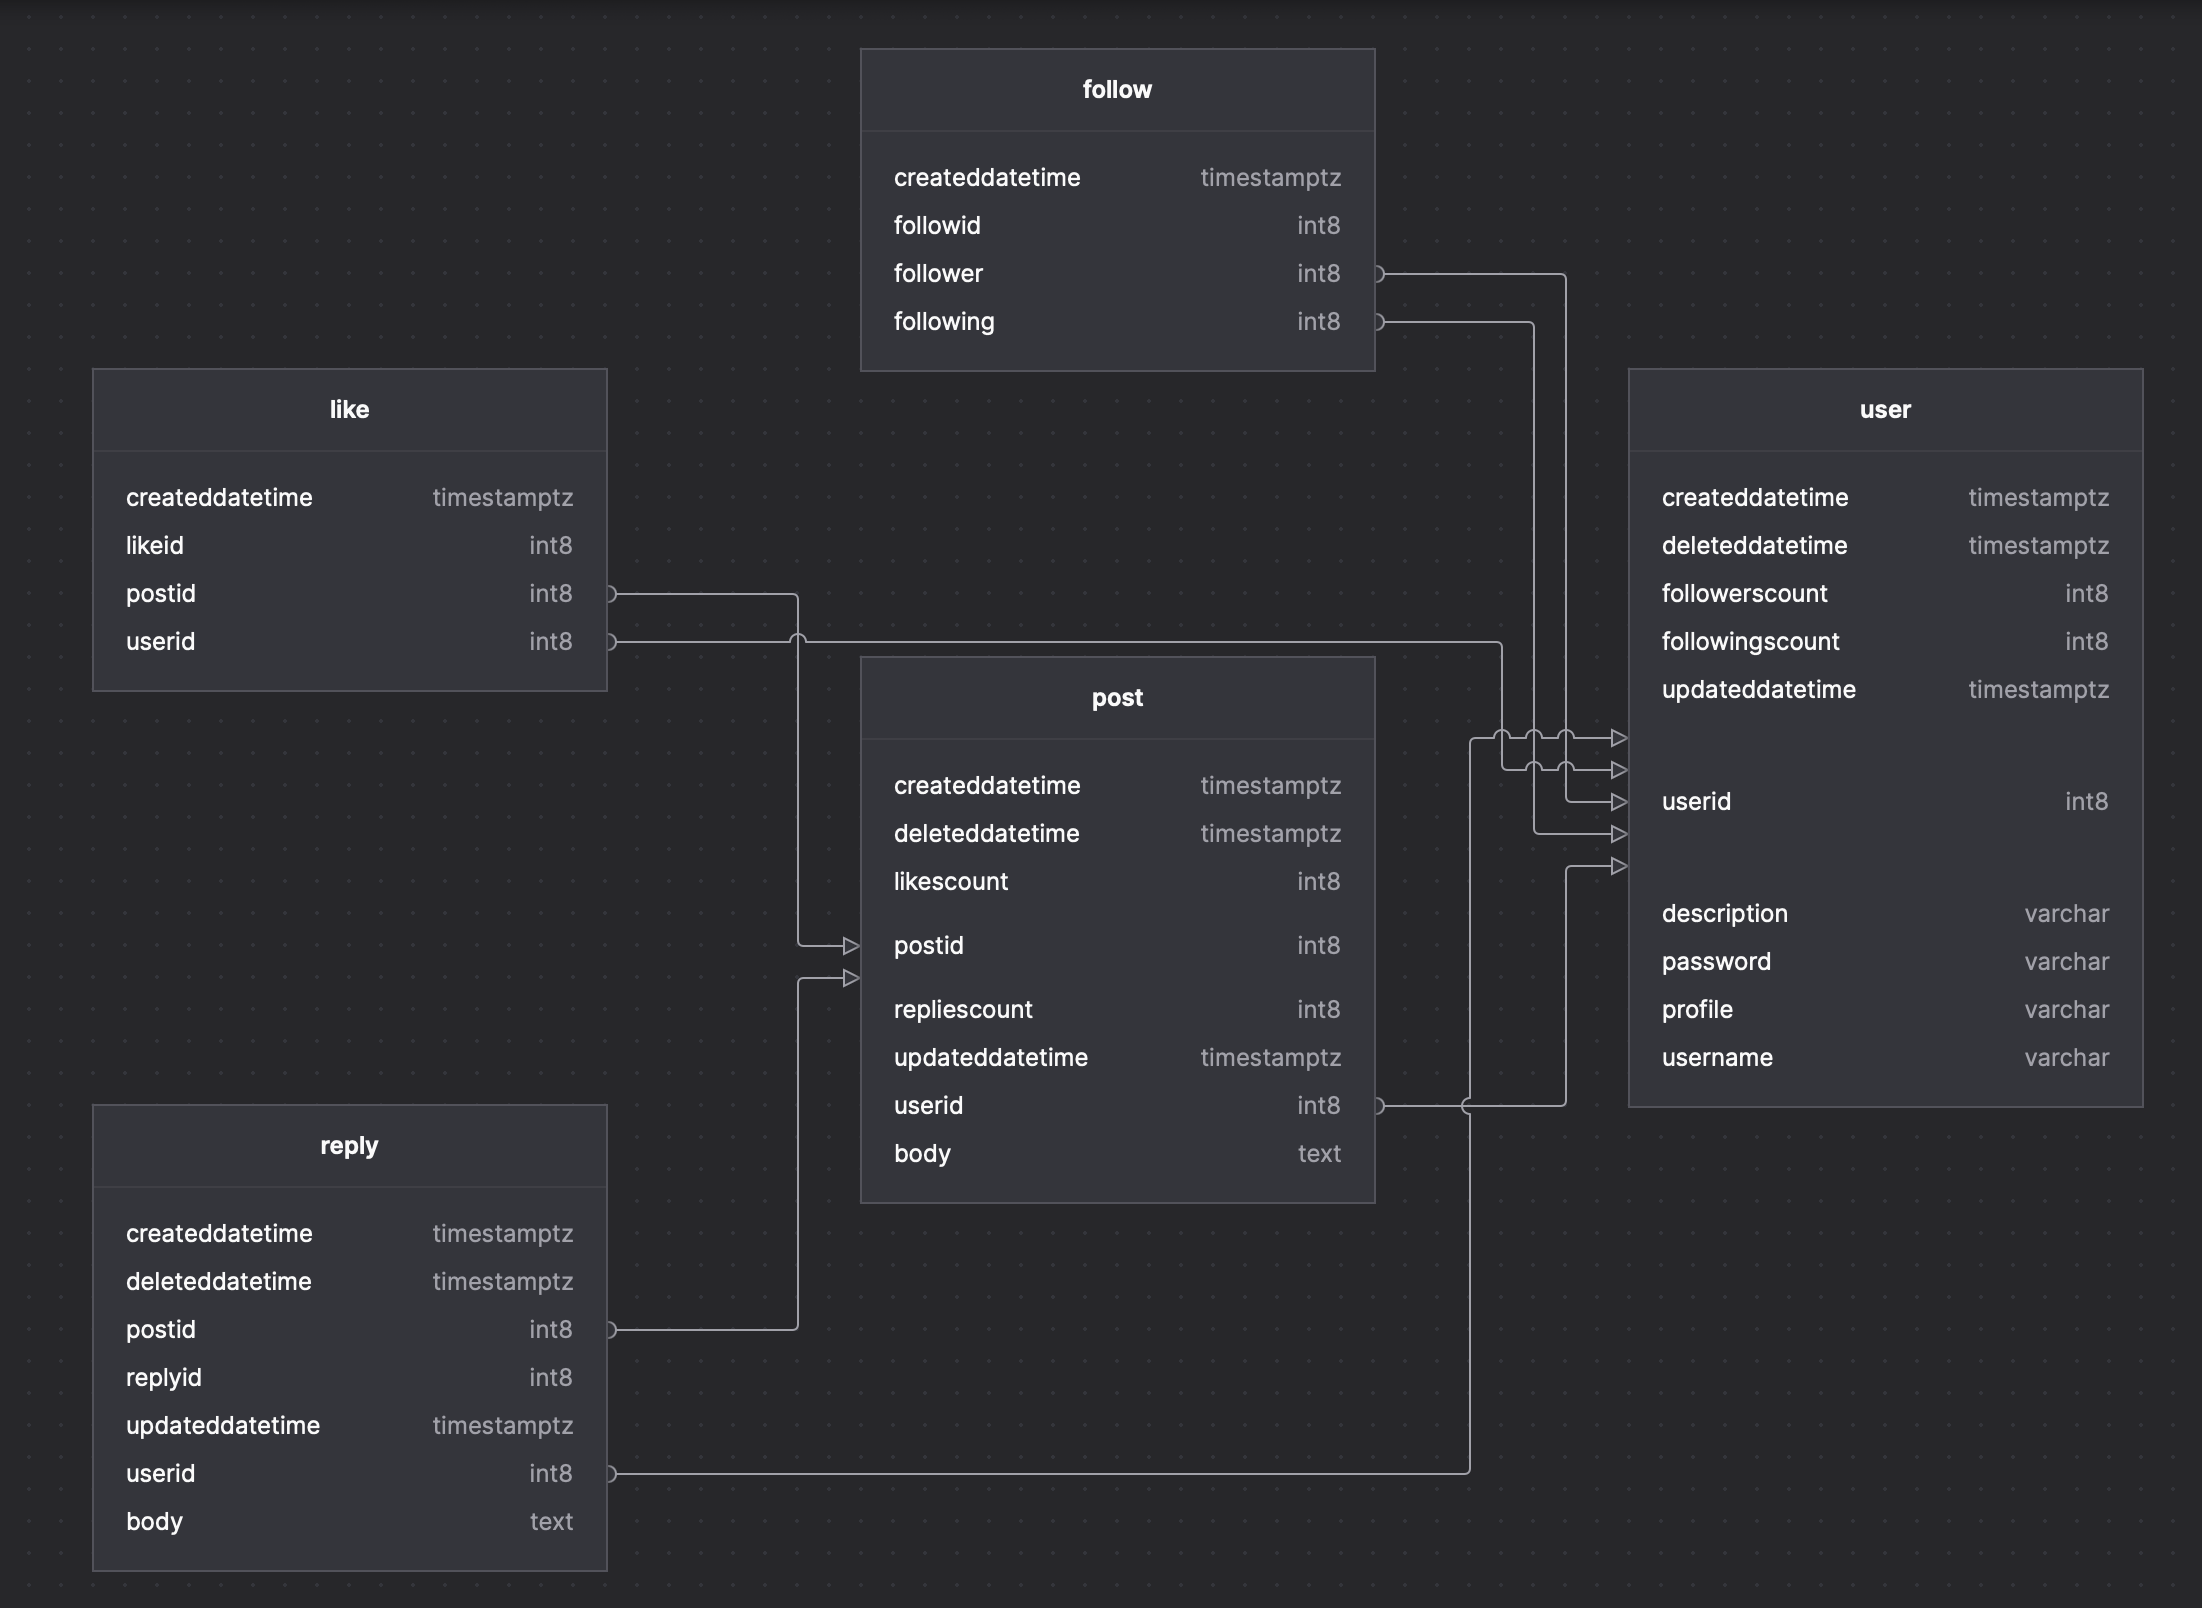 follow
createddatetime timestamptz
followid int8
follower int8
following int8
like
createddatetime timestamptz
likeid int8
postid int8
userid int8
user
createddatetime timestamptz
deleteddatetime timestamptz
followerscount int8
followingscount int8
updateddatetime timestamptz
userid int8
description varchar
password varchar
profile varchar
username varchar
post
createddatetime timestamptz
deleteddatetime timestamptz
likescount int8
postid int8
repliescount int8
updateddatetime timestamptz
userid int8
body text
reply
createddatetime timestamptz
deleteddatetime timestamptz
postid int8
replyid int8
updateddatetime timestamptz
userid int8
body text